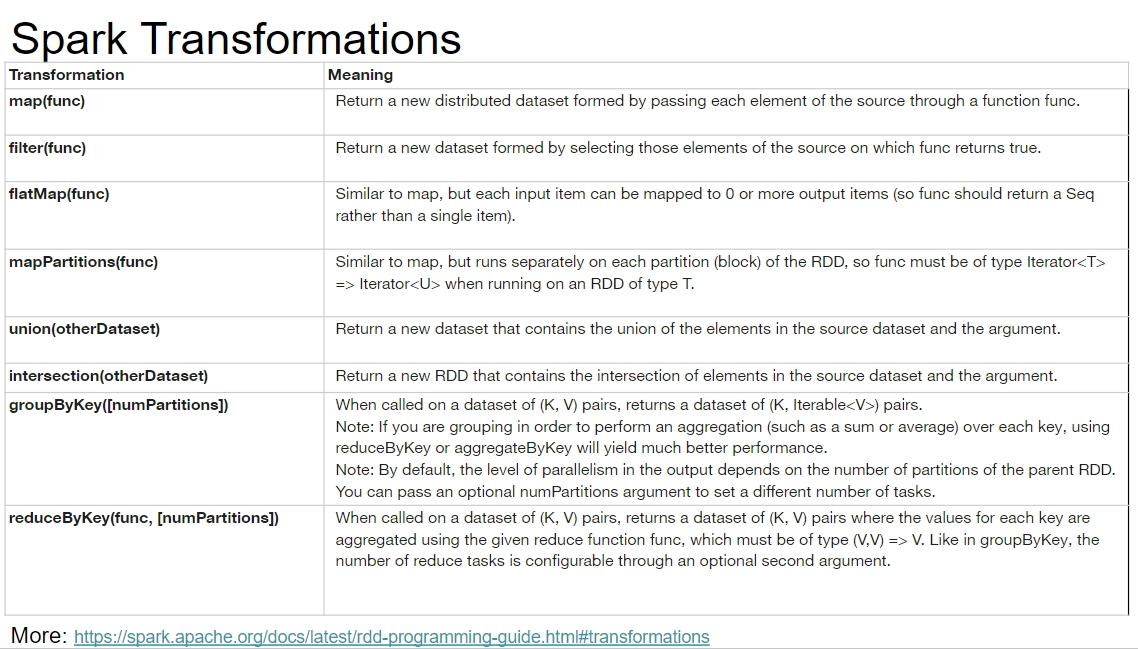 Spark Transformations
Transformation Meaning
map(func) Return a new distributed dataset formed by passing each element of the source through a function func.
filter(func) Return a new dataset formed by selecting those elements of the source on which func returns true.
flatMap(func) Similar to map, but each input item can be mapped to 0 or more output items (so func should return a Seq
rather than a single item).
mapPartitions(func) Similar to map, but runs separately on each partition (block) of the RDD, so func must be of type Iterator<T>
=> Iterator<U> when running on an RDD of type T.
union(otherDataset) Return a new dataset that contains the union of the elements in the source dataset and the argument.
intersection(otherDataset) Return a new RDD that contains the intersection of elements in the source dataset and the argument.
groupByKey([numPartitions]) When called on a dataset of (K, V) pairs, returns a dataset of (K, Iterable<V>) pairs.
Note: If you are grouping in order to perform an aggregation (such as a sum or average) over each key, using
reduceByKey or aggregateByKey will yield much better performance.
Note: By default, the level of parallelism in the output depends on the number of partitions of the parent RDD.
You can pass an optional numPartitions argument to set a different number of tasks.
reduceByKey(func, [numPartitions]) When called on a dataset of (K, V) pairs, returns a dataset of (K, V) pairs where the values for each key are
aggregated using the given reduce function func, which must be of type (V,V) => V. Like in groupByKey, the
number of reduce tasks is configurable through an optional second argument.
More: https://spark.apache.org/docs/latest/rdd-programming-guide.html#transformations